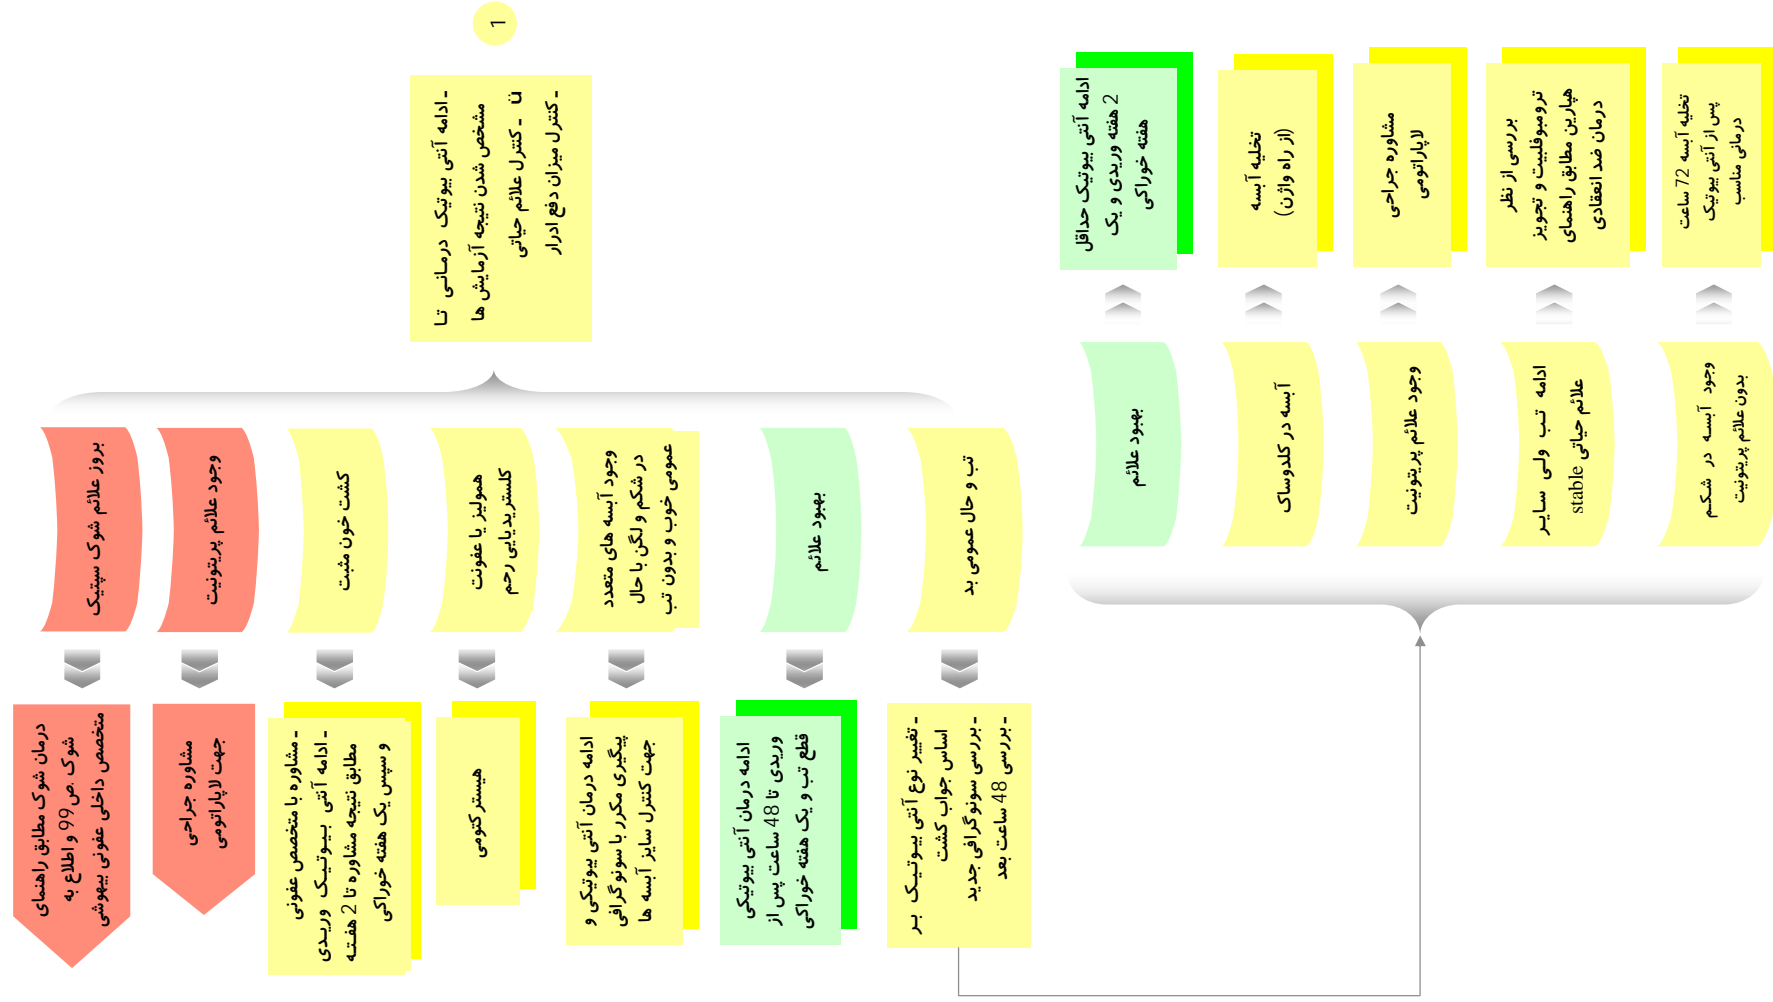 1
ـ ادامه آنتی بیوتیک درمانی تا
مشخص شدن نتیجه آزمایش ها
ü ـ کنترل علائم حیاتی
ـ کنترل میزان دفع ادرار
بروز علائم شوک سپتیک
وجود علائم پریتونیت
کشت خون مثبت
همولیز یا عفونت
کلستریدیایی رحم
وجود آبسه های متعدد
در شکم و لگن با حال
عمومی خوب و بدون تب
بهبود علائم
تب و حال عمومی بد
درمان شوک مطابق راهنمای
شوک .ص99 و اطلاع به
متخصص داخلی عفونی بیهوشی
مشاوره جراحی
جهت لاپاراتومی
ـ مشاوره با متخصص عفونی
ـ ادامه آنتی بیوتیک وریدی
مطابق نتیجه مشاوره تا 2 هفته
و سپس یک هفته خوراکی
هیسترکتومی
ادامه درمان آنتی بیوتیکی و
پیگیری مکرر با سونوگرافی
جهت کنترل سایز آبسه ها
ادامه درمان آنتی بیوتیکی
وریدی تا 48 ساعت پس از
قطع تب و یک هفته خوراکی
ـ تغییر نوع آنتی بیوتیک بر
اساس جواب کشت
ـ بررسی سونوگرافی جدید
ـ بررسی 48 ساعت بعد
بهبود علائم
آبسه در کلدوساک
وجود علائم پریتونیت
ادامه تب ولی سایر
علائم حیاتی stable
وجود آبسه در شکم
بدون علائم پریتونیت
ادامه آنتی بیوتیک حداقل
2 هفته وریدی و یک
هفته خوراکی
تخلیه آبسه
(از راه واژن)
مشاوره جراحی
لاپاراتومی
بررسی از نظر
ترومبوفلبیت و تجویز
هپارین مطابق راهنمای
درمان ضد انعقادی
تخلیه آبسه 72 ساعت
پس از آنتی بیوتیک
درمانی مناسب